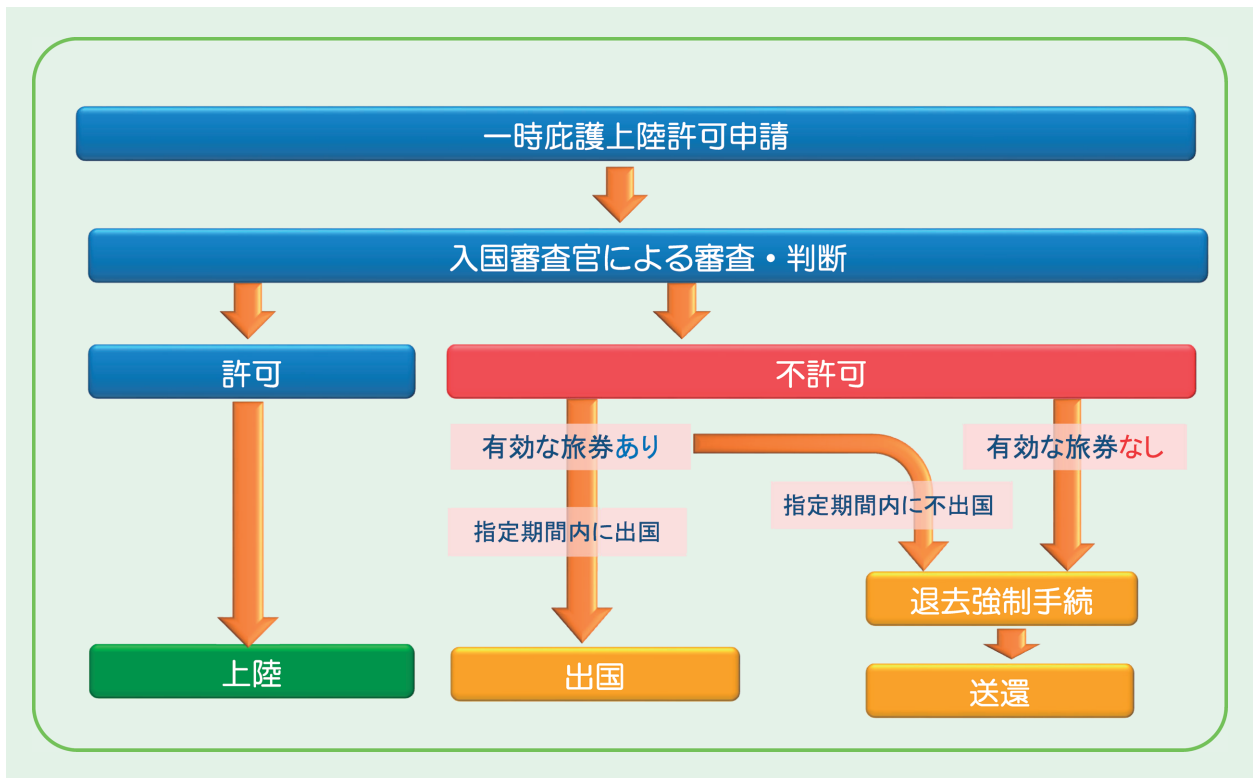 一時庇護上陸許可申請
入国審査官による審査・判断
許可
不許可
有効な旅券あり
有効な旅券なし
指定期間内に不出国
指定期間内に出国
退去強制手続
上陸
出国
送還